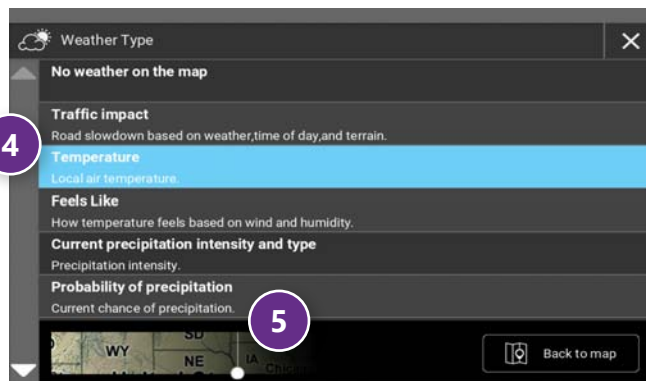 Weather Type
No weather on the map
Traffic impact
Road slowdown based on weather,time of day,and terrain.
4
Temperature
Local air temperature.
Feels Like
How temperature feels based on wind and humidity.
Current precipitation intensity and type
Precipitation intensity.
Probability of precipitation
Current chance of precipitation.
5
SD
WY
NE
IA
Back to map